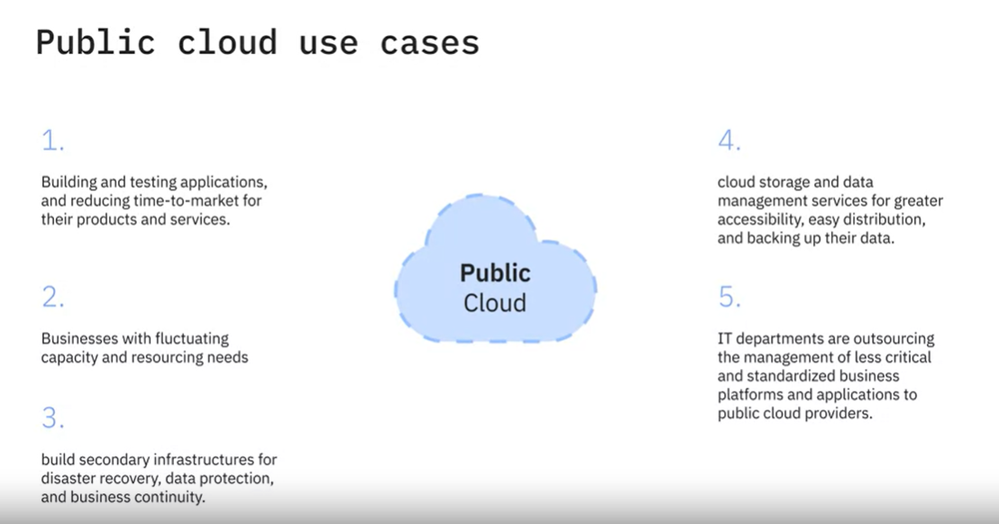 Public cloud use cases
1.
Building and testing applications,
and reducing time-to-market for
their products and services.
2.
Businesses with fluctuating
capacity and resourcing needs
3.
build secondary infrastructures for
disaster recovery, data protection,
and business continuity.
Public
Cloud
4.
cloud storage and data
management services for greater
accessibility, easy distribution,
and backing up their data.
5.
IT departments are outsourcing
the management of less critical
and standardized business
platforms and applications to
public cloud providers.